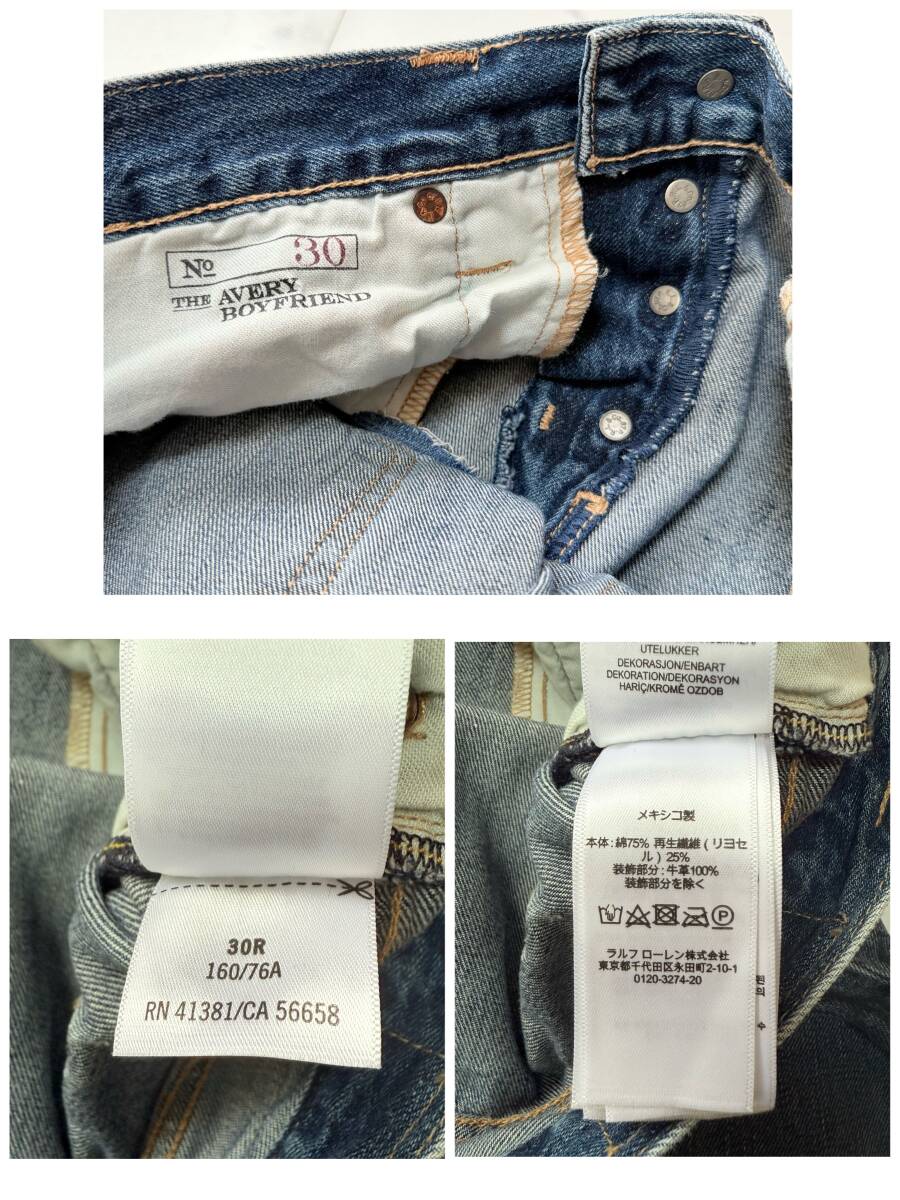 No 30
THE AVERY
BOYFRIEND
30R
160/76A
RN 41381/CA 56658
UTELUKKER
DEKORASJON/ENBART
DEKORATION/DEKORASYON
HARİÇ/KROMĚ OZDOB
メキシコ製
本体:綿75% 再生繊維(リヨセ
ル)25%
装飾部分:牛革100%
装飾部分を除く
ラルフ ローレン株式会社
東京都千代田区永田町2-10-1
0120-3274-20